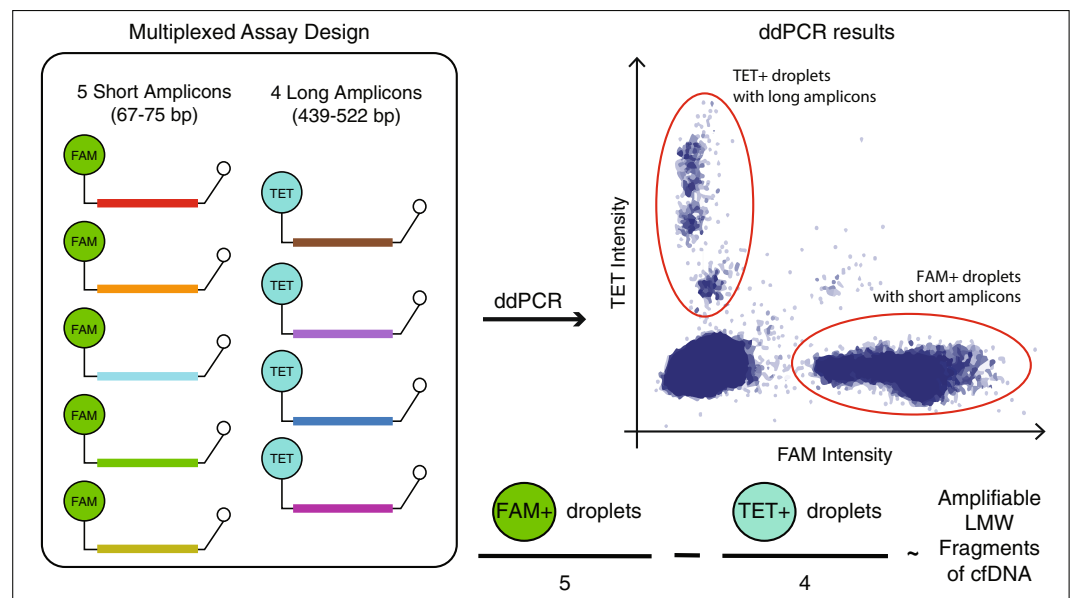 Multiplexed Assay Design
5 Short Amplicons
(67-75 bp)
4 Long Amplicons
(439-522 bp)
FAM
FAM
FAM
FAM
FAM
TET
TET
TET
TET
ddPCR
ddPCR results
TET+ droplets
with long amplicons
FAM+ droplets
with short amplicons
TET Intensity
FAM Intensity
FAM+ droplets
5
–
TET+ droplets
4
~
Amplifiable
LMW
Fragments
of cfDNA